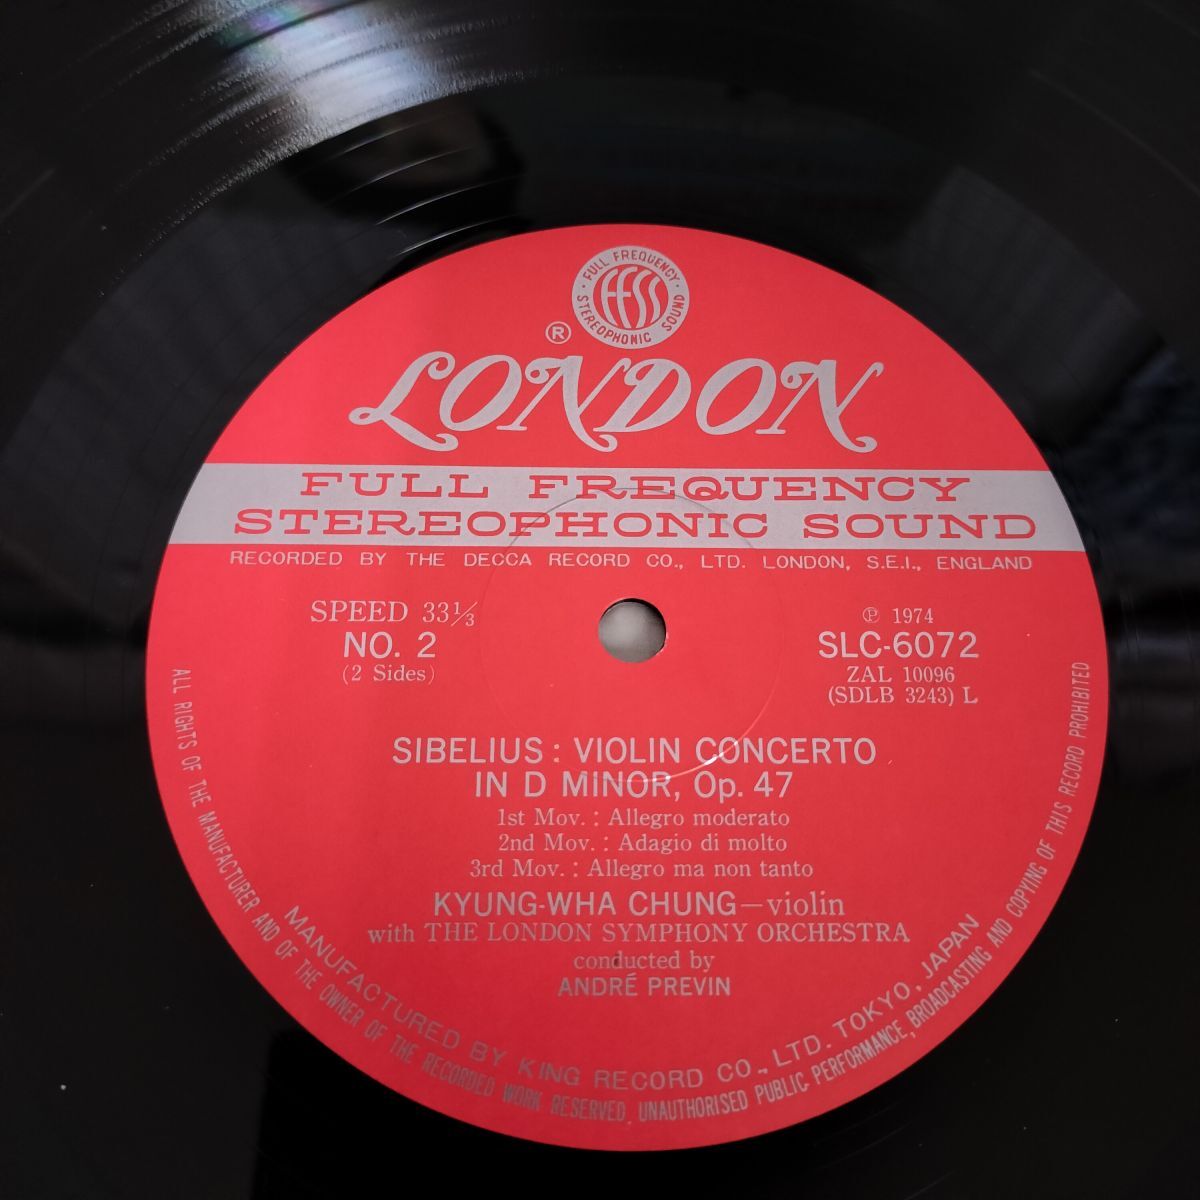 FULL FREQUENCY
STEREOPHONIC SOUND
FFSS
®
LONDON
FULL FREQUENCY
STEREOPHONIC SOUND
RECORDED BY THE DECCA RECORD CO., LTD. LONDON, S.E.I., ENGLAND
SPEED 33⅓
NO. 2
(2 Sides)
℗ 1974
SLC-6072
ZAL 10096
(SDLB 3243) L
SIBELIUS : VIOLIN CONCERTO
IN D MINOR, Op. 47
1st Mov. : Allegro moderato
2nd Mov. : Adagio di molto
3rd Mov. : Allegro ma non tanto
KYUNG-WHA CHUNG—violin
with THE LONDON SYMPHONY ORCHESTRA
conducted by
ANDRÉ PREVIN
MANUFACTURED BY KING RECORD CO., LTD. TOKYO, JAPAN
ALL RIGHTS OF THE MANUFACTURER AND OF THE OWNER OF THE RECORDED WORK RESERVED, UNAUTHORISED PUBLIC PERFORMANCE, BROADCASTING AND COPYING OF THIS RECORD PROHIBITED